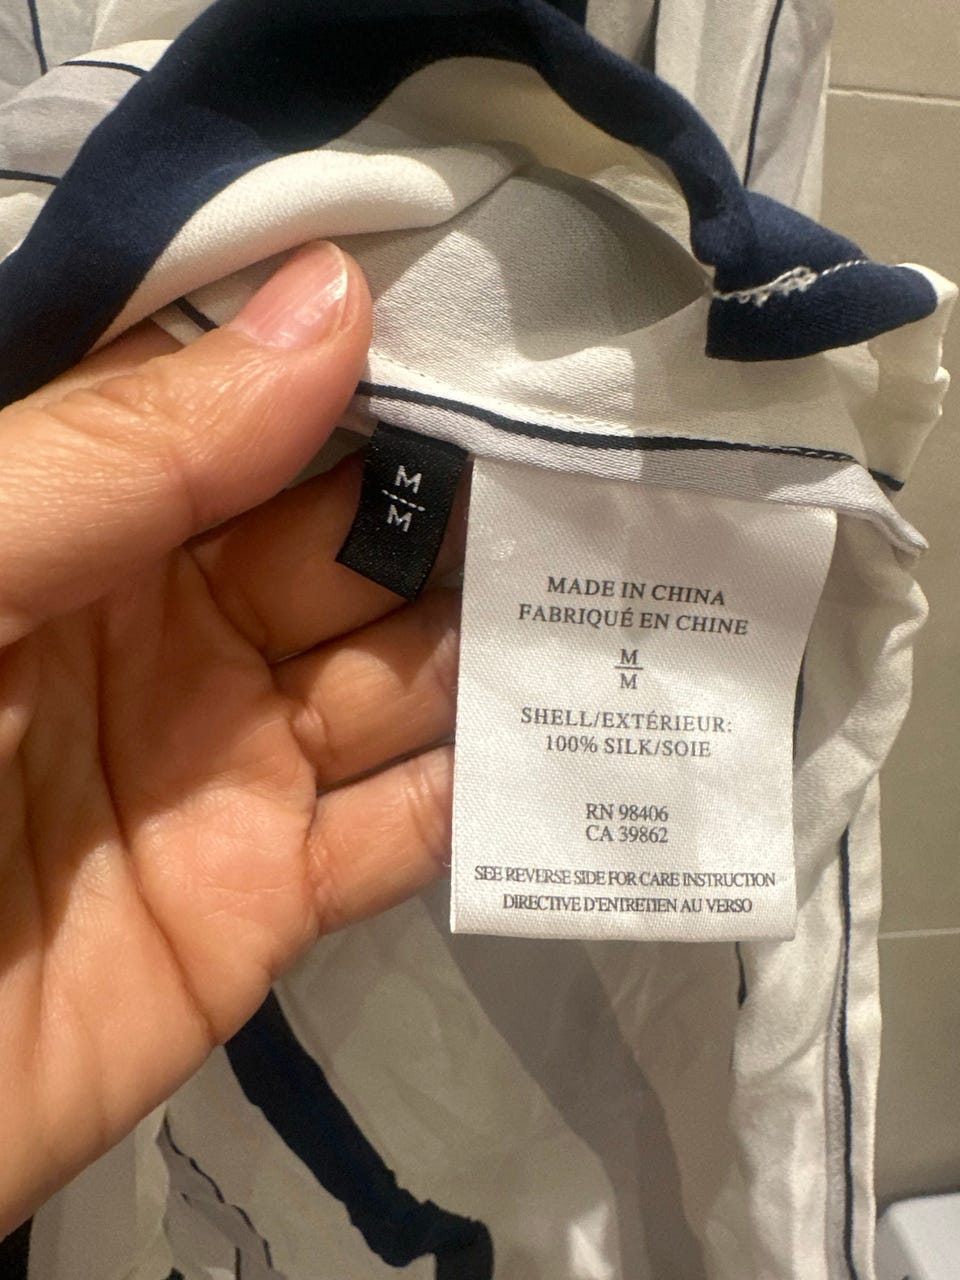 M
M
MADE IN CHINA
FABRIQUÉ EN CHINE
M
M
SHELL/EXTÉRIEUR:
100% SILK/SOIE
RN 98406
CA 39862
SEE REVERSE SIDE FOR CARE INSTRUCTION
DIRECTIVE D'ENTRETIEN AU VERSO